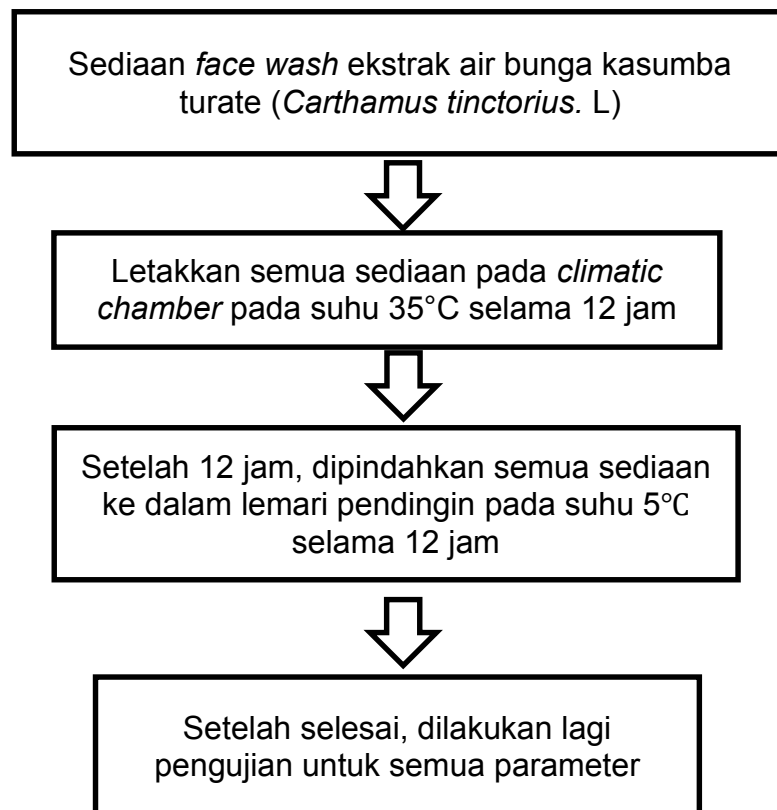 Sediaan face wash ekstrak air bunga kasumba
turate (Carthamus tinctorius. L)
Letakkan semua sediaan pada climatic
chamber pada suhu 35°C selama 12 jam
Setelah 12 jam, dipindahkan semua sediaan
ke dalam lemari pendingin pada suhu 5℃
selama 12 jam
Setelah selesai, dilakukan lagi
pengujian untuk semua parameter